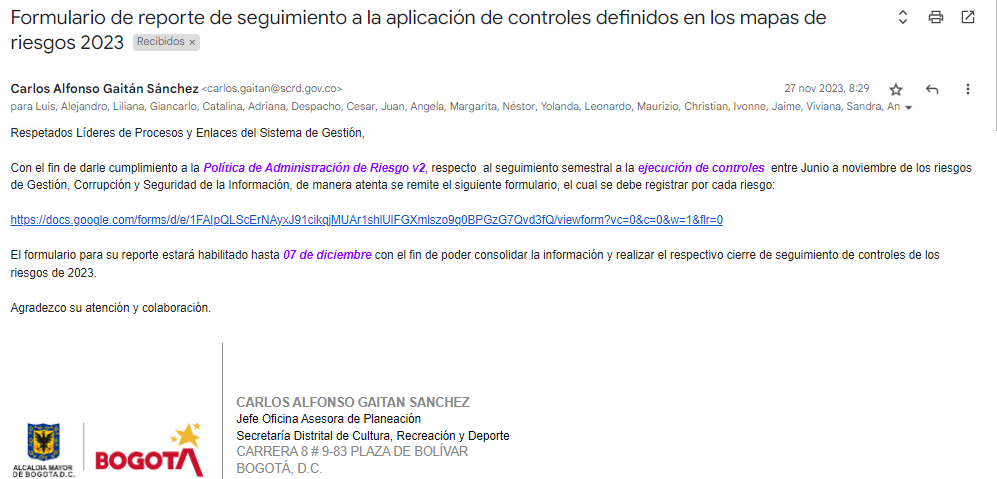 Formulario de reporte de seguimiento a la aplicación de controles definidos en los mapas de
riesgos 2023 Recibidos ×
Carlos Alfonso Gaitán Sánchez <carlos.gaitan@scrd.gov.co> 27 nov 2023, 8:29
para Luis, Alejandro, Liliana, Giancarlo, Catalina, Adriana, Despacho, Cesar, Juan, Angela, Margarita, Néstor, Yolanda, Leonardo, Maurizio, Christian, Ivonne, Jaime, Viviana, Sandra, An
Respetados Líderes de Procesos y Enlaces del Sistema de Gestión,
Con el fin de darle cumplimiento a la Política de Administración de Riesgo v2, respecto al seguimiento semestral a la ejecución de controles entre Junio a noviembre de los riesgos
de Gestión, Corrupción y Seguridad de la Información, de manera atenta se remite el siguiente formulario, el cual se debe registrar por cada riesgo:
https://docs.google.com/forms/d/e/1FAIpQLScErNAyxJ91cikqjMUAr1shlUlFGXmlszo9q0BPGzG7Qvd3fQ/viewform?vc=0&c=0&w=1&flr=0
El formulario para su reporte estará habilitado hasta 07 de diciembre con el fin de poder consolidar la información y realizar el respectivo cierre de seguimiento de controles de los
riesgos de 2023.
Agradezco su atención y colaboración.
CARLOS ALFONSO GAITAN SANCHEZ
Jefe Oficina Asesora de Planeación
Secretaría Distrital de Cultura, Recreación y Deporte
CARRERA 8 # 9-83 PLAZA DE BOLÍVAR
BOGOTÁ, D.C.
ALCALDIA MAYOR
DE BOGOTA D.C.
BOGOTÁ